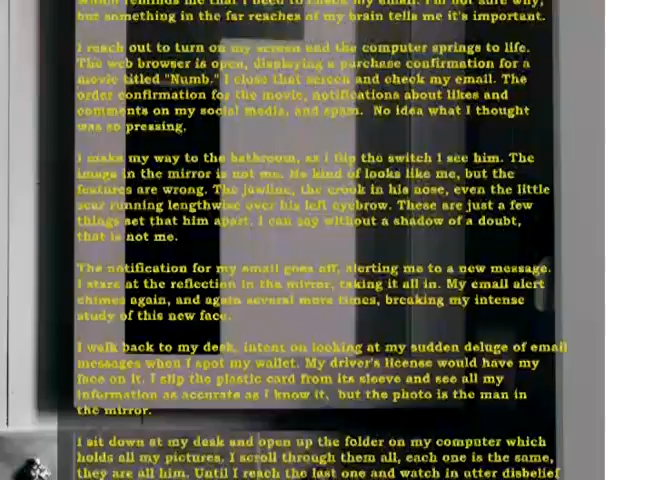 which reminds me that I need to check my email. I'm not sure why,
but something in the far reaches of my brain tells me it's important.
I reach out to turn on my screen and the computer springs to life.
The web browser is open, displaying a purchase confirmation for a
movie titled "Numb." I close that screen and check my email. The
order confirmation for the movie, notifications about likes and
comments on my social media, and spam. No idea what I thought
was so pressing.
I make my way to the bathroom, as i flip the switch I see him. The
image in the mirror is not me. He kind of looks like me, but the
features are wrong. The jawline, the crook in his nose, even the little
scar running lengthwise over his left eyebrow. These are just a few
things set that him apart. I can say without a shadow of a doubt,
that is not me.
The notification for my email goes off, alerting me to a new message.
I stare at the reflection in the mirror, taking it all in. My email alert
chimes again, and again several more times, breaking my intense
study of this new face.
I walk back to my desk, intent on looking at my sudden deluge of email
messages when I spot my wallet. My driver's license would have my
face on it. I slip the plastic card from its sleeve and see all my
information as accurate as I know it, but the photo is the man in
the mirror.
I sit down at my desk and open up the folder on my computer which
holds all my pictures. I scroll through them all, each one is the same,
they are all him. Until I reach the last one and watch in utter disbelief